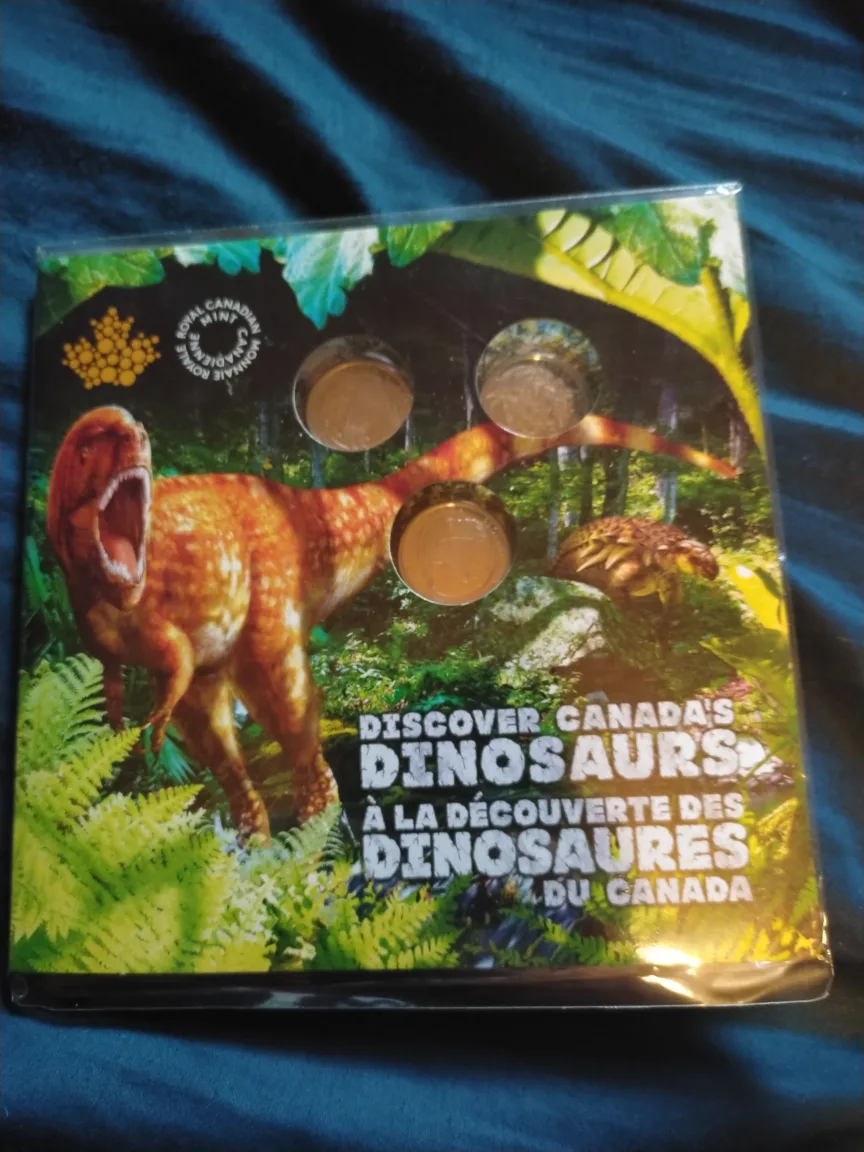 ROYAL CANADIAN MINT
MONNAIE ROYALE CANADIENNE
DISCOVER CANADA'S
DINOSAURS
À LA DÉCOUVERTE DES
DINOSAURES
DU CANADA